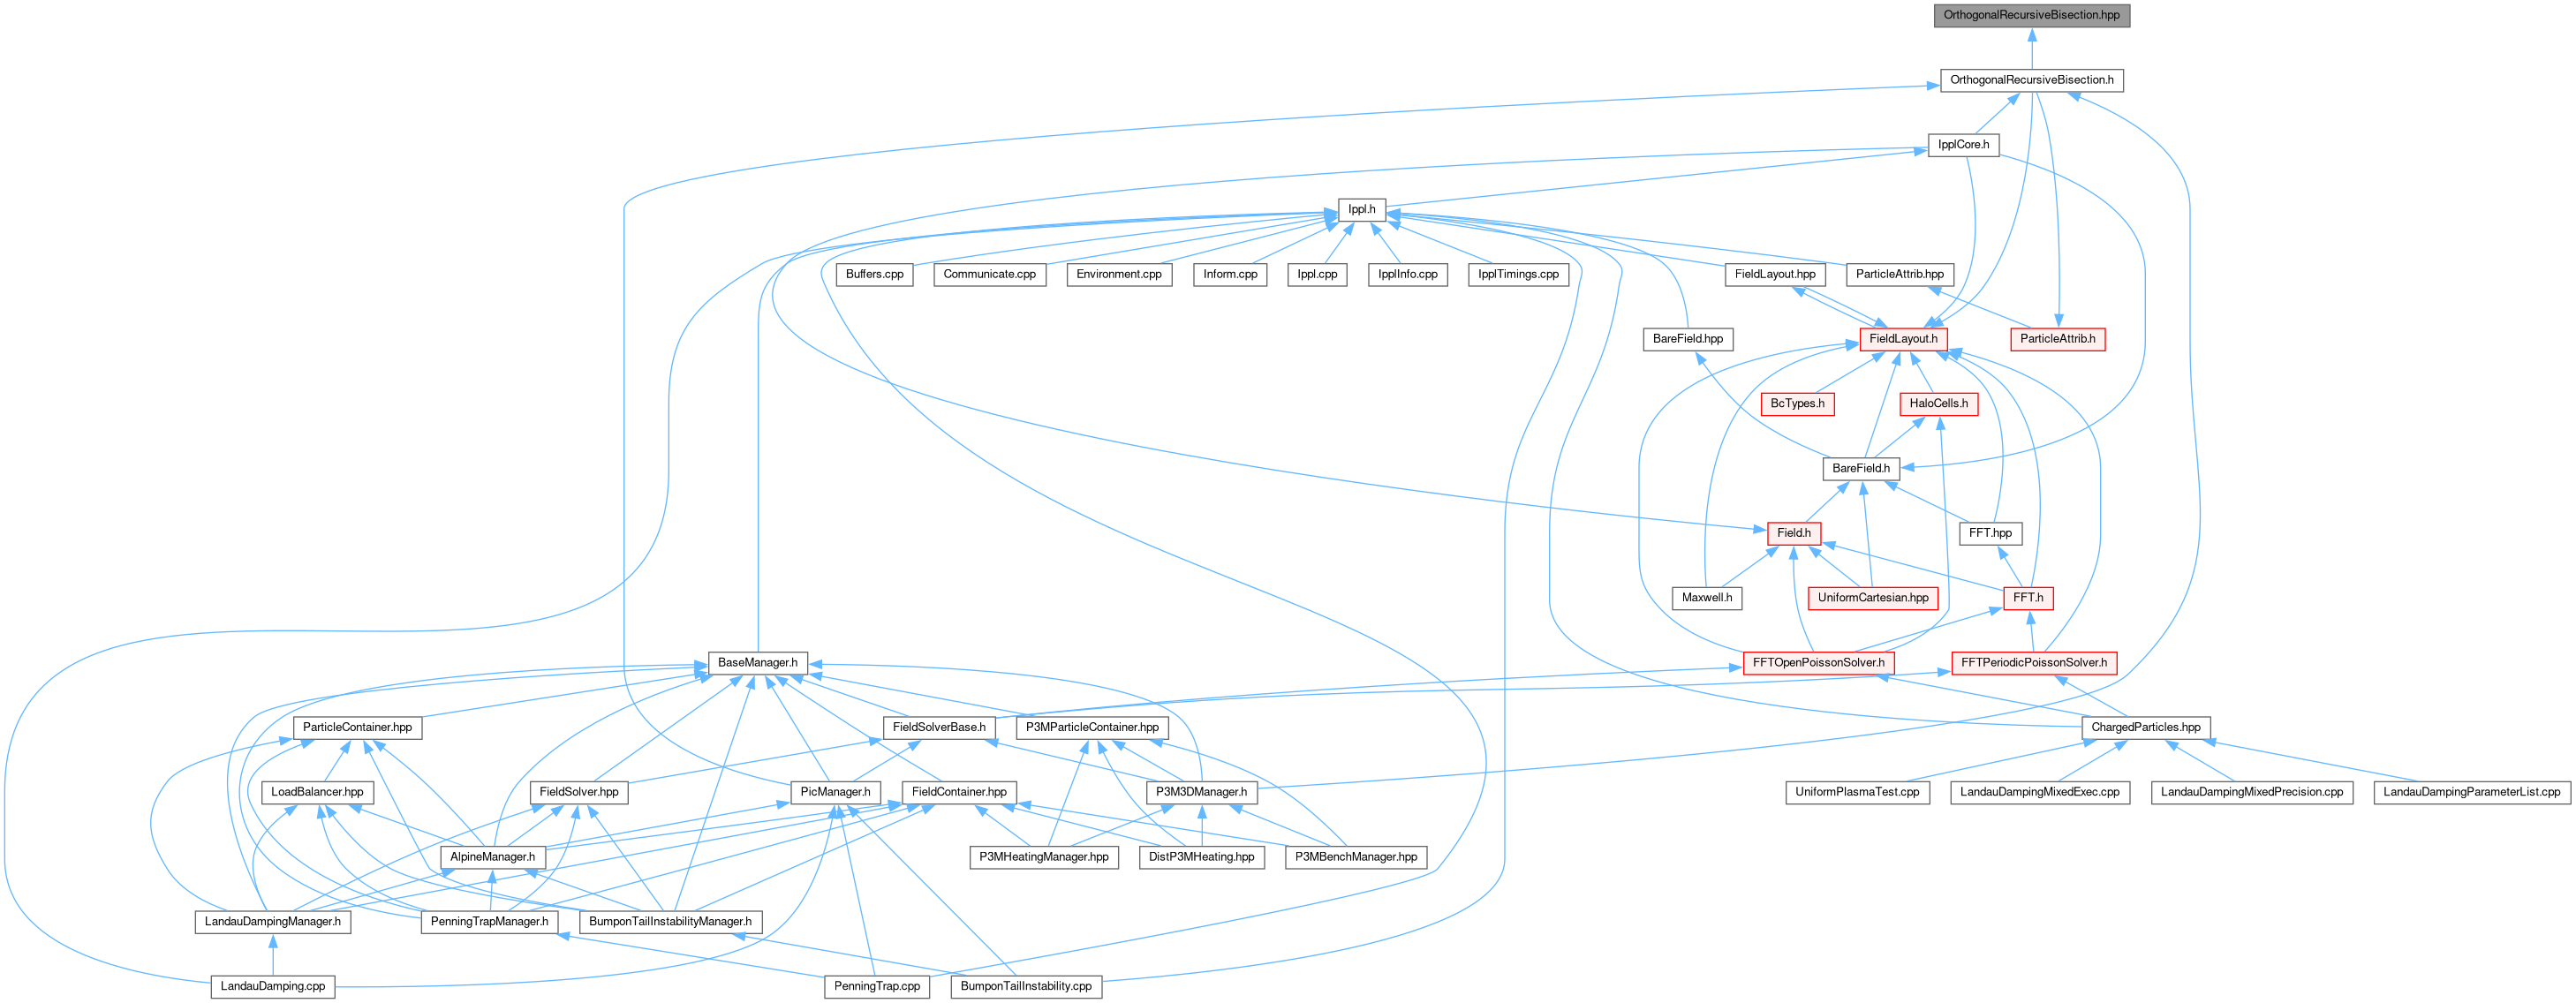 OrthogonalRecursiveBisection.hpp
OrthogonalRecursiveBisection.h
IpplCore.h
Ippl.h
Buffers.cpp
Communicate.cpp
Environment.cpp
Inform.cpp
Ippl.cpp
IpplInfo.cpp
IpplTimings.cpp
FieldLayout.hpp
ParticleAttrib.hpp
BareField.hpp
FieldLayout.h
ParticleAttrib.h
BcTypes.h
HaloCells.h
BareField.h
Field.h
FFT.hpp
Maxwell.h
UniformCartesian.hpp
FFT.h
BaseManager.h
FFTOpenPoissonSolver.h
FFTPeriodicPoissonSolver.h
ParticleContainer.hpp
FieldSolverBase.h
P3MParticleContainer.hpp
ChargedParticles.hpp
LoadBalancer.hpp
FieldSolver.hpp
PicManager.h
FieldContainer.hpp
P3M3DManager.h
UniformPlasmaTest.cpp
LandauDampingMixedExec.cpp
LandauDampingMixedPrecision.cpp
LandauDampingParameterList.cpp
AlpineManager.h
P3MHeatingManager.hpp
DistP3MHeating.hpp
P3MBenchManager.hpp
LandauDampingManager.h
PenningTrapManager.h
BumponTailInstabilityManager.h
LandauDamping.cpp
PenningTrap.cpp
BumponTailInstability.cpp